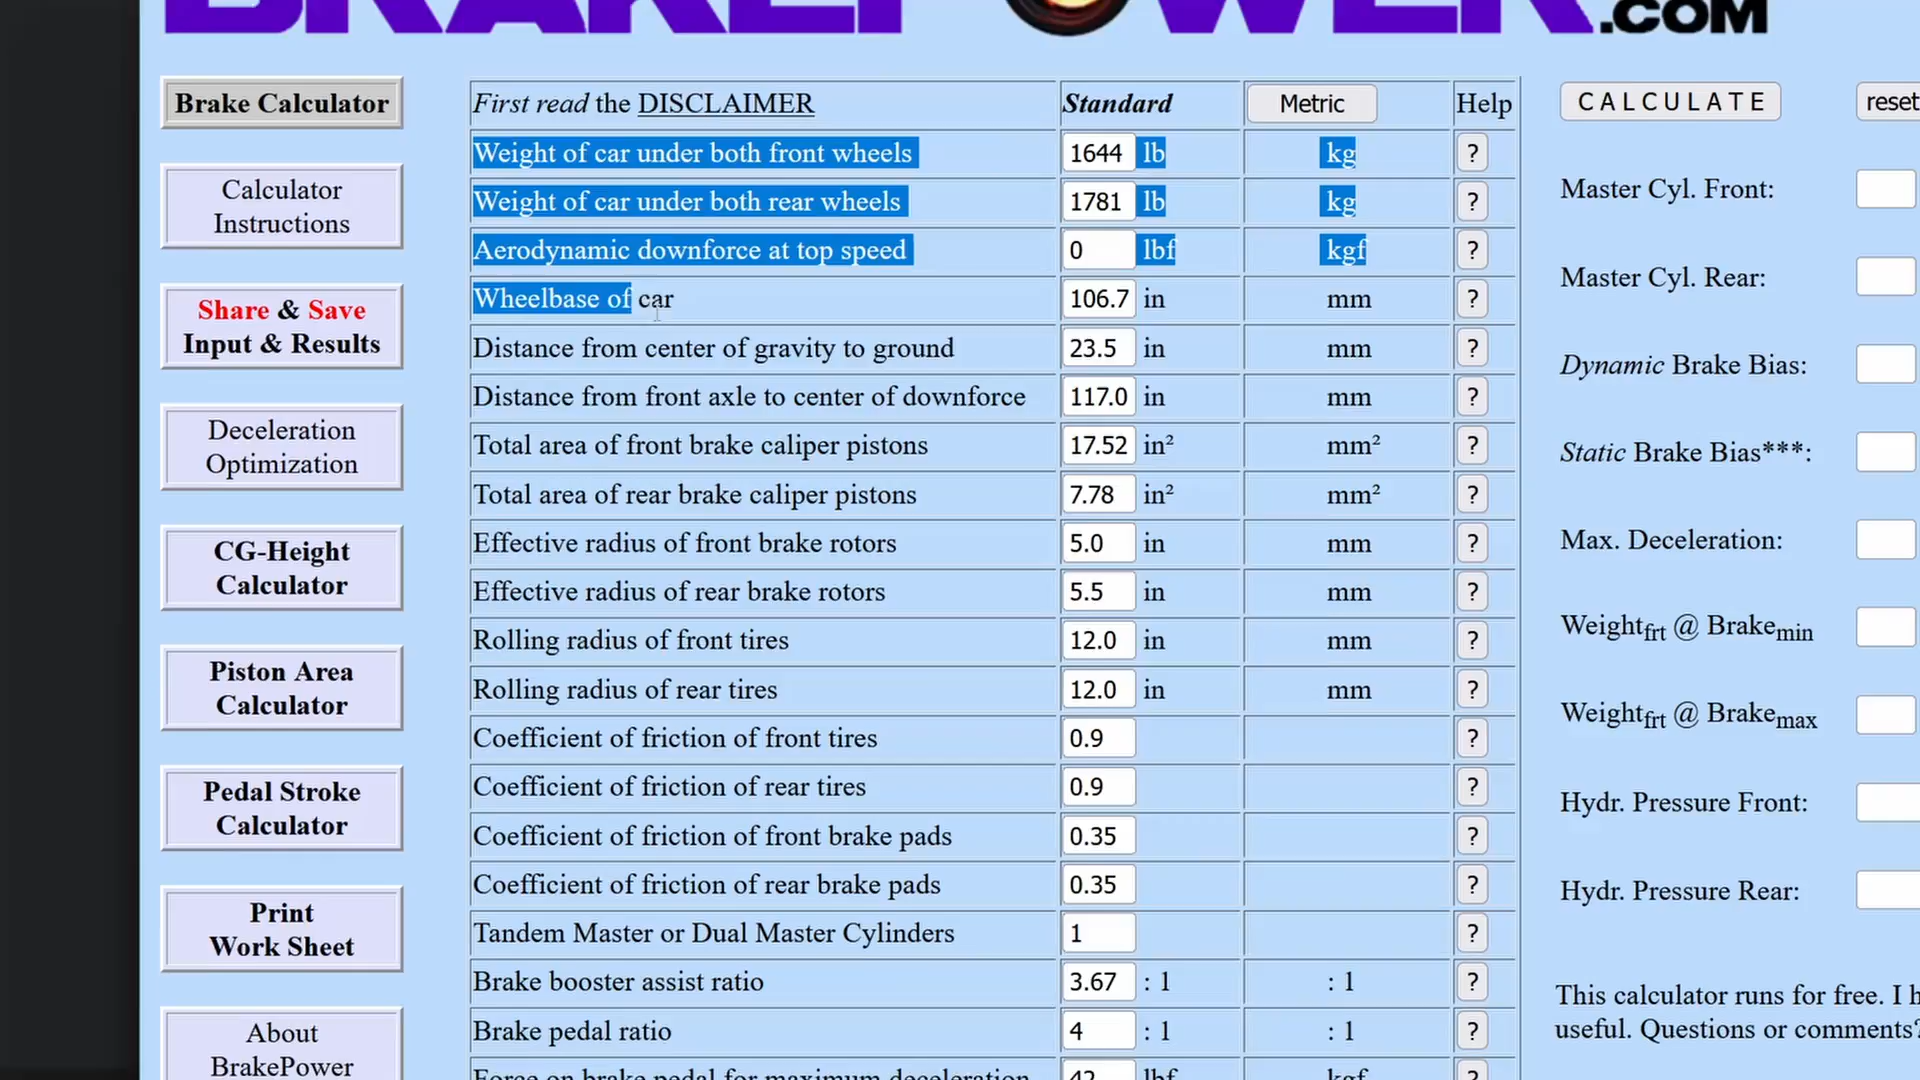 BRAKEPOWER.COM
Brake Calculator
Calculator
Instructions
Share & Save
Input & Results
Deceleration
Optimization
CG-Height
Calculator
Piston Area
Calculator
Pedal Stroke
Calculator
Print
Work Sheet
About
BrakePower
First read the DISCLAIMER Standard Metric Help
Weight of car under both front wheels 1644 lb kg ?
Weight of car under both rear wheels 1781 lb kg ?
Aerodynamic downforce at top speed 0 lbf kgf ?
Wheelbase of car 106.7 in mm ?
Distance from center of gravity to ground 23.5 in mm ?
Distance from front axle to center of downforce 117.0 in mm ?
Total area of front brake caliper pistons 17.52 in² mm² ?
Total area of rear brake caliper pistons 7.78 in² mm² ?
Effective radius of front brake rotors 5.0 in mm ?
Effective radius of rear brake rotors 5.5 in mm ?
Rolling radius of front tires 12.0 in mm ?
Rolling radius of rear tires 12.0 in mm ?
Coefficient of friction of front tires 0.9 ?
Coefficient of friction of rear tires 0.9 ?
Coefficient of friction of front brake pads 0.35 ?
Coefficient of friction of rear brake pads 0.35 ?
Tandem Master or Dual Master Cylinders 1 ?
Brake booster assist ratio 3.67 : 1 : 1 ?
Brake pedal ratio 4 : 1 : 1 ?
Force on brake pedal for maximum deceleration 42 lbf kgf ?
CALCULATE reset
Master Cyl. Front:
Master Cyl. Rear:
Dynamic Brake Bias:
Static Brake Bias***:
Max. Deceleration:
Weightfrt @ Brakemin
Weightfrt @ Brakemax
Hydr. Pressure Front:
Hydr. Pressure Rear:
This calculator runs for free. I h
useful. Questions or comments?